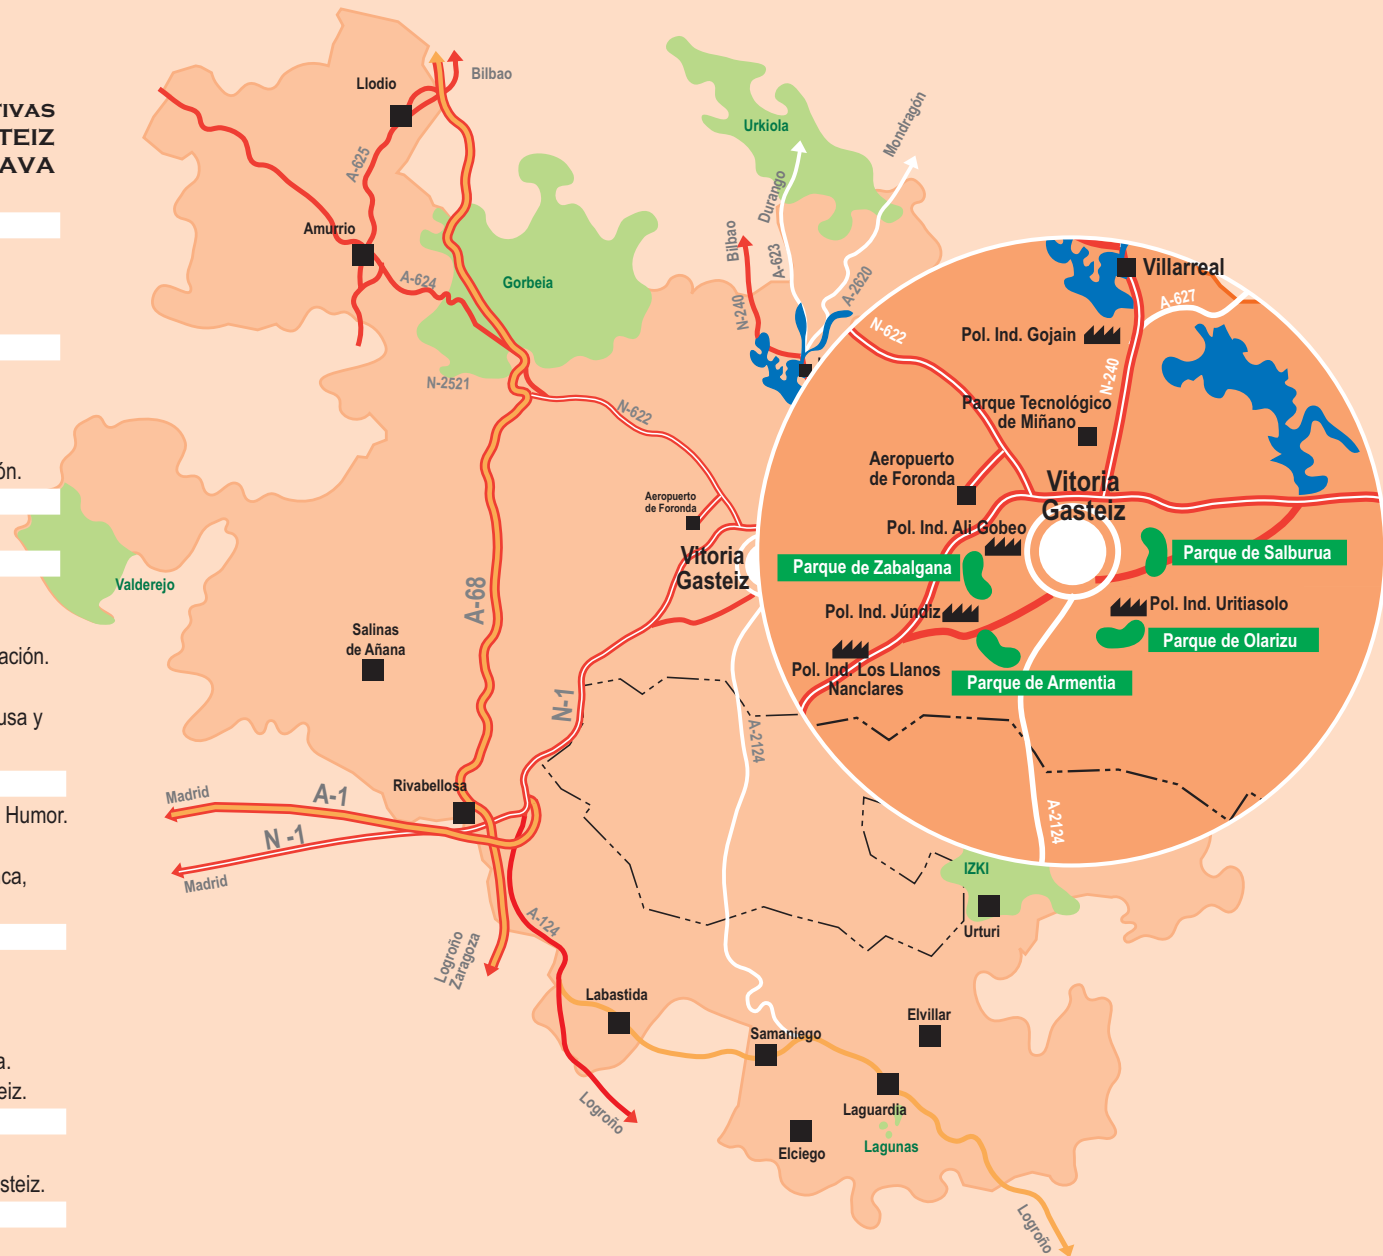 TIVAS
TEIZ
AVA
ón.
ación.
usa y
Humor.
ca,
a.
eiz.
steiz.
Llodio
Bilbao
A-625
Amurrio
A-624
Gorbeia
N-2521
Urkiola
Mondragón
Durango
Bilbao
A-623
N-240
A-2620
N-622
Aeropuerto
de Foronda
Vitoria
Gasteiz
Valderejo
A-68
Salinas
de Añana
N-1
A-2124
Rivabellosa
Madrid
A-1
N -1
Madrid
Logroño
Zaragoza
A-124
Labastida
Logroño
Samaniego
Elvillar
Laguardia
Lagunas
Elciego
Logroño
IZKI
Urturi
Villarreal
A-627
N-622
Pol. Ind. Gojain
N-240
Parque Tecnológico
de Miñano
Aeropuerto
de Foronda
Vitoria
Gasteiz
Pol. Ind. Ali Gobeo
Parque de Salburua
Parque de Zabalgana
Pol. Ind. Júndiz
Pol. Ind. Uritiasolo
Parque de Olarizu
Pol. Ind. Los Llanos
Nanclares
Parque de Armentia
A-2124